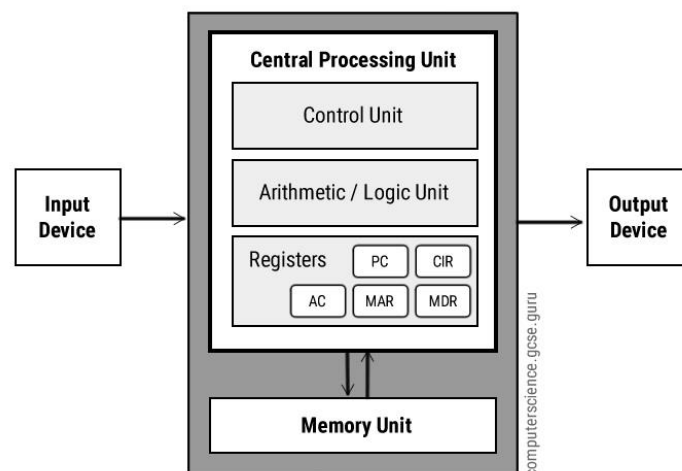 Central Processing Unit
Control Unit
Arithmetic / Logic Unit
Input
Device
Output
Device
Registers
PC
CIR
AC
MAR
MDR
Memory Unit
computerscience.gcse.guru